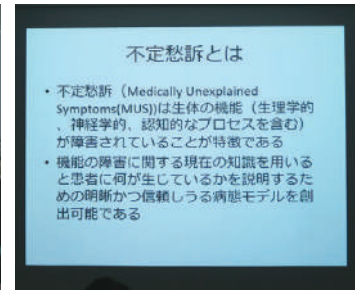 不定愁訴とは
• 不定愁訴（Medically Unexplained
Symptoms(MUS))は生体の機能（生理学的
、神経学的、認知的なプロセスを含む）
が障害されていることが特徴である
• 機能の障害に関する現在の知識を用いる
と患者に何が生じているかを説明するた
めの明晰かつ信頼しうる病態モデルを創
出可能である